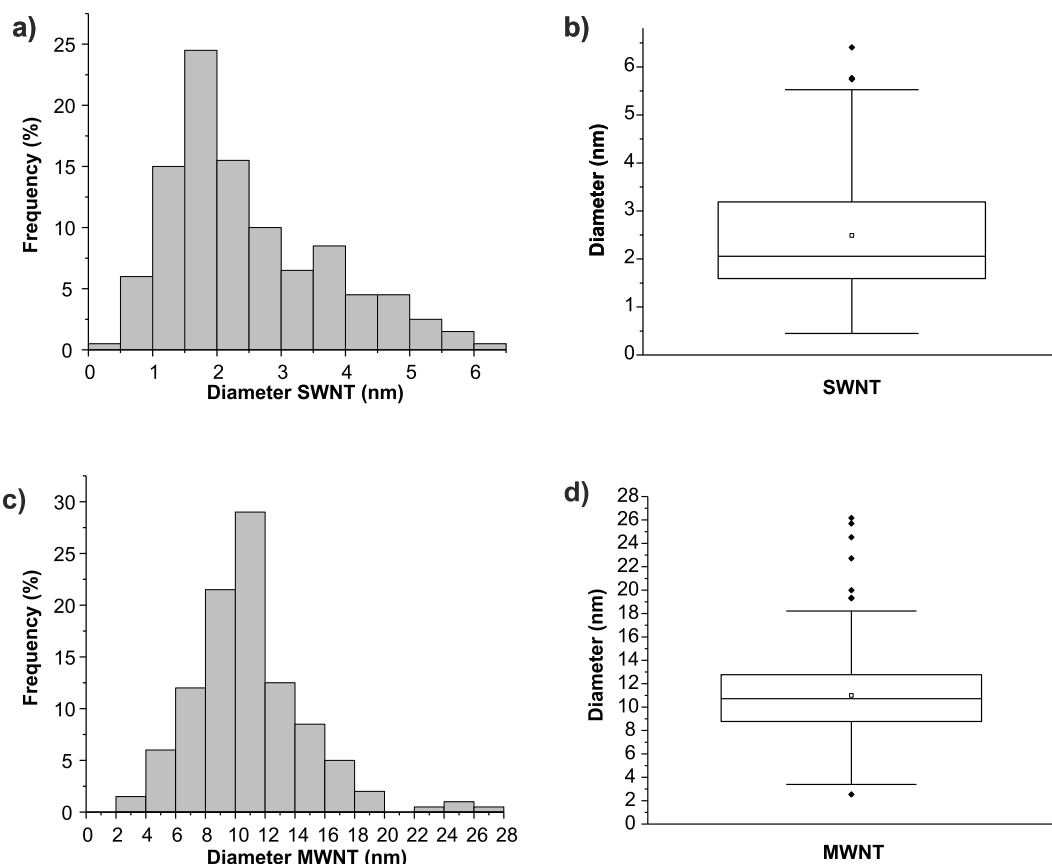 a)
Frequency (%)
25
20
15
10
5
0
0 1 2 3 4 5 6
Diameter SWNT (nm)
b)
Diameter (nm)
6
5
4
3
2
1
0
SWNT
c)
Frequency (%)
30
25
20
15
10
5
0
0 2 4 6 8 10 12 14 16 18 20 22 24 26 28
Diameter MWNT (nm)
d)
Diameter (nm)
28
26
24
22
20
18
16
14
12
10
8
6
4
2
0
MWNT